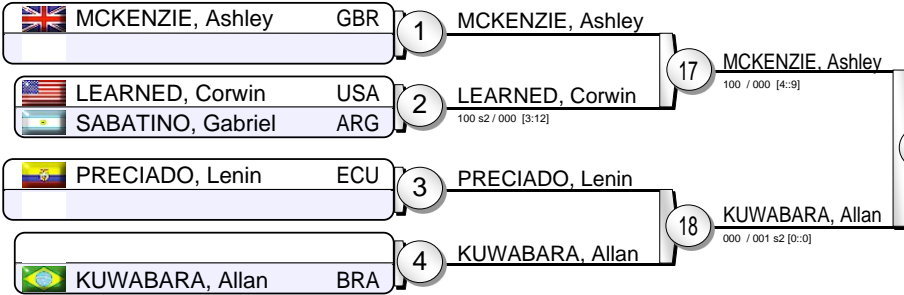 MCKENZIE, Ashley GBR
1
MCKENZIE, Ashley
LEARNED, Corwin USA
SABATINO, Gabriel ARG
2
LEARNED, Corwin
100 s2 / 000 [3:12]
17
MCKENZIE, Ashley
100 / 000 [4::9]
PRECIADO, Lenin ECU
3
PRECIADO, Lenin
KUWABARA, Allan BRA
4
KUWABARA, Allan
18
KUWABARA, Allan
000 / 001 s2 [0::0]